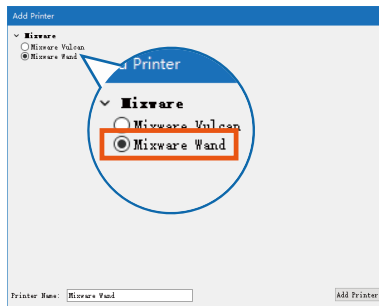 Add Printer
Mixware
Mixware Vulcan
Mixware Wand
d Printer
Mixware
Mixware Vulcan
Mixware Wand
Printer Name: Mixware Wand
Add Printer